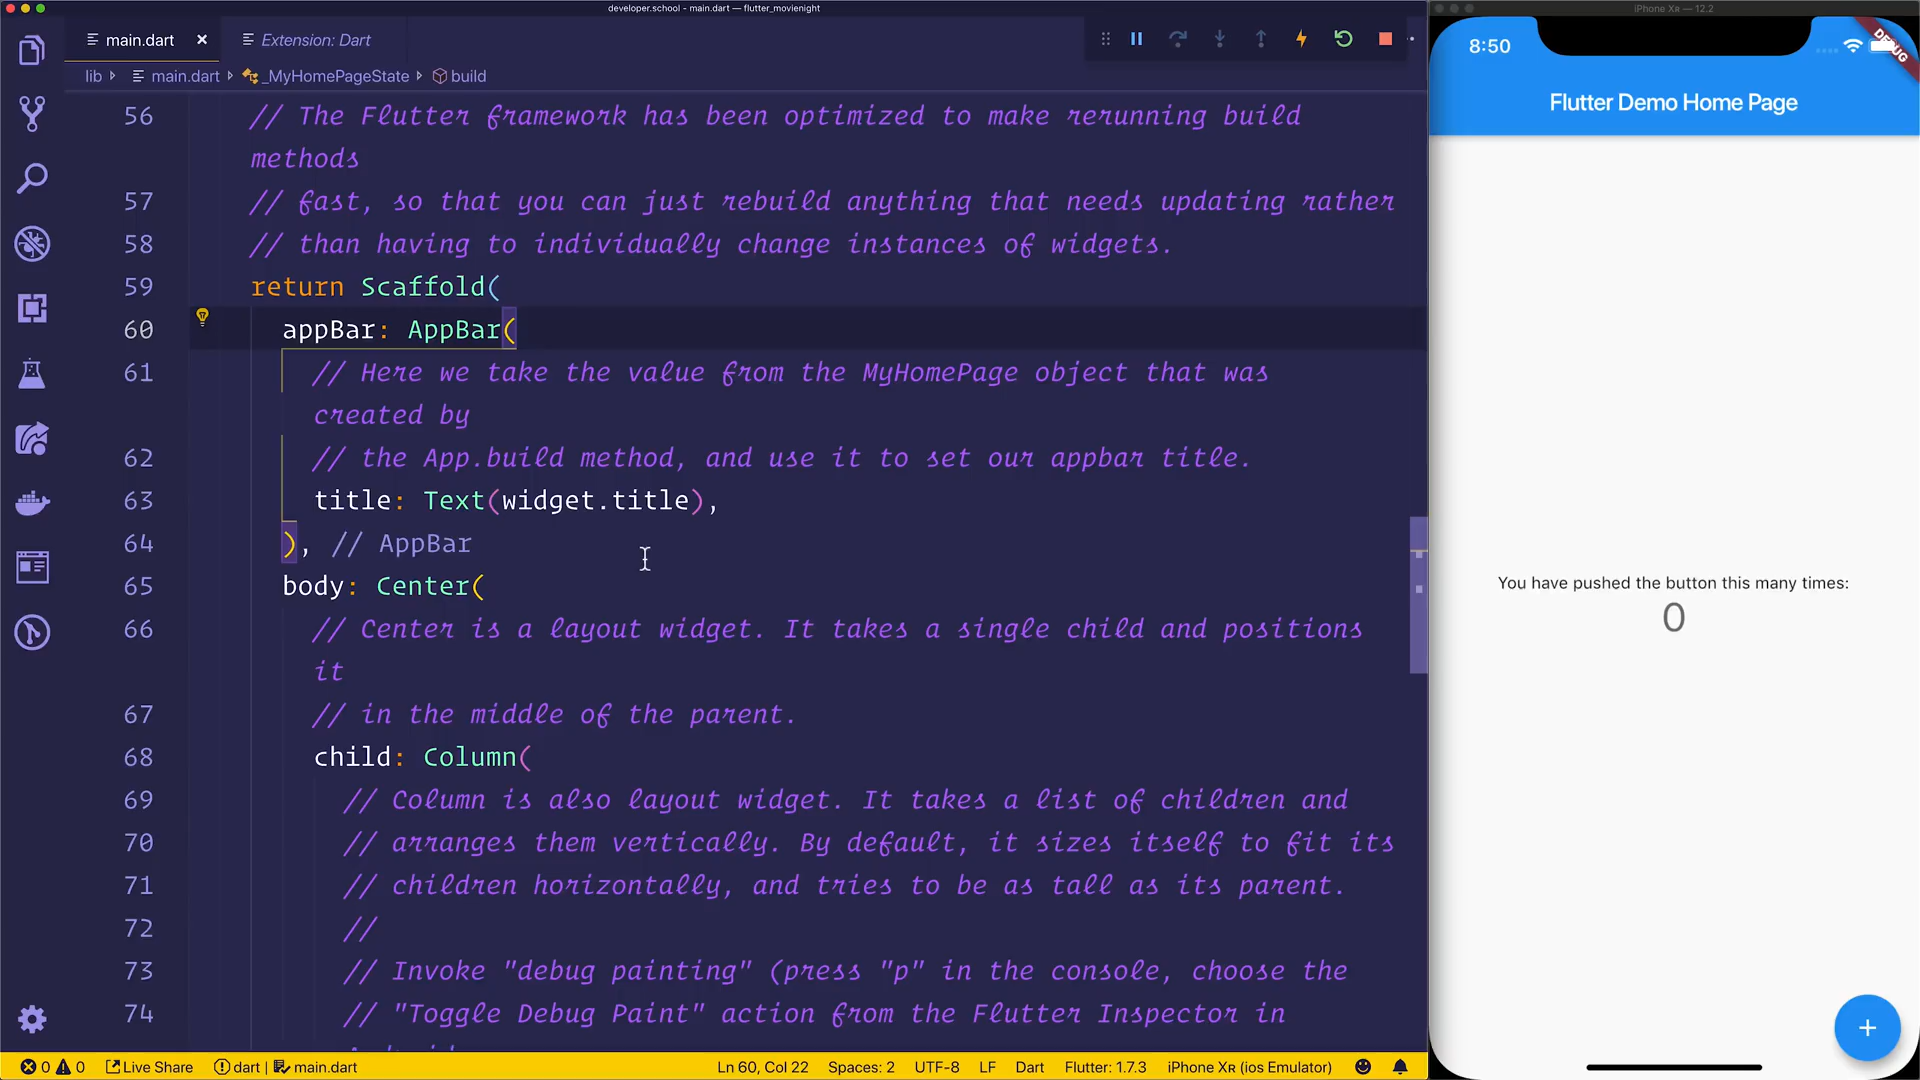 developer.school - main.dart — flutter_movienight
main.dart
Extension: Dart
lib
main.dart
_MyHomePageState
build
56 // The Flutter framework has been optimized to make rerunning build
methods
57 // fast, so that you can just rebuild anything that needs updating rather
58 // than having to individually change instances of widgets.
59 return Scaffold(
60 appBar: AppBar(
61 // Here we take the value from the MyHomePage object that was
created by
62 // the App.build method, and use it to set our appbar title.
63 title: Text(widget.title),
64 ), // AppBar
65 body: Center(
66 // Center is a layout widget. It takes a single child and positions
it
67 // in the middle of the parent.
68 child: Column(
69 // Column is also layout widget. It takes a list of children and
70 // arranges them vertically. By default, it sizes itself to fit its
71 // children horizontally, and tries to be as tall as its parent.
72 //
73 // Invoke "debug painting" (press "p" in the console, choose the
74 // "Toggle Debug Paint" action from the Flutter Inspector in
0 0 Live Share dart | main.dart Ln 60, Col 22 Spaces: 2 UTF-8 LF Dart Flutter: 1.7.3 iPhone Xʀ (ios Emulator)
iPhone Xʀ — 12.2
8:50
DEBUG
Flutter Demo Home Page
You have pushed the button this many times:
0
+